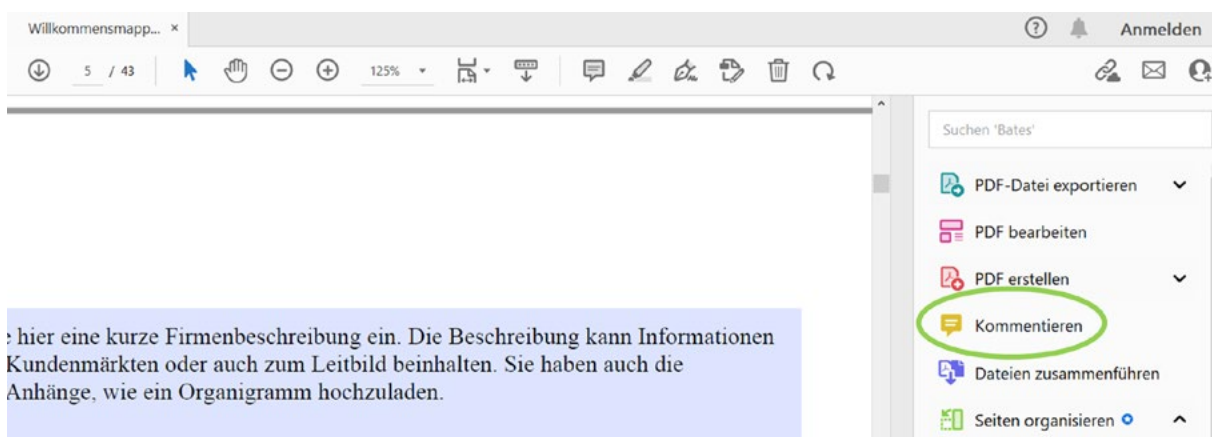 Willkommensmapp... ×
Anmelden
5 / 43
125%
Suchen 'Bates'
PDF-Datei exportieren
PDF bearbeiten
PDF erstellen
Kommentieren
Dateien zusammenführen
Seiten organisieren
hier eine kurze Firmenbeschreibung ein. Die Beschreibung kann Informationen
Kundenmärkten oder auch zum Leitbild beinhalten. Sie haben auch die
Anhänge, wie ein Organigramm hochzuladen.